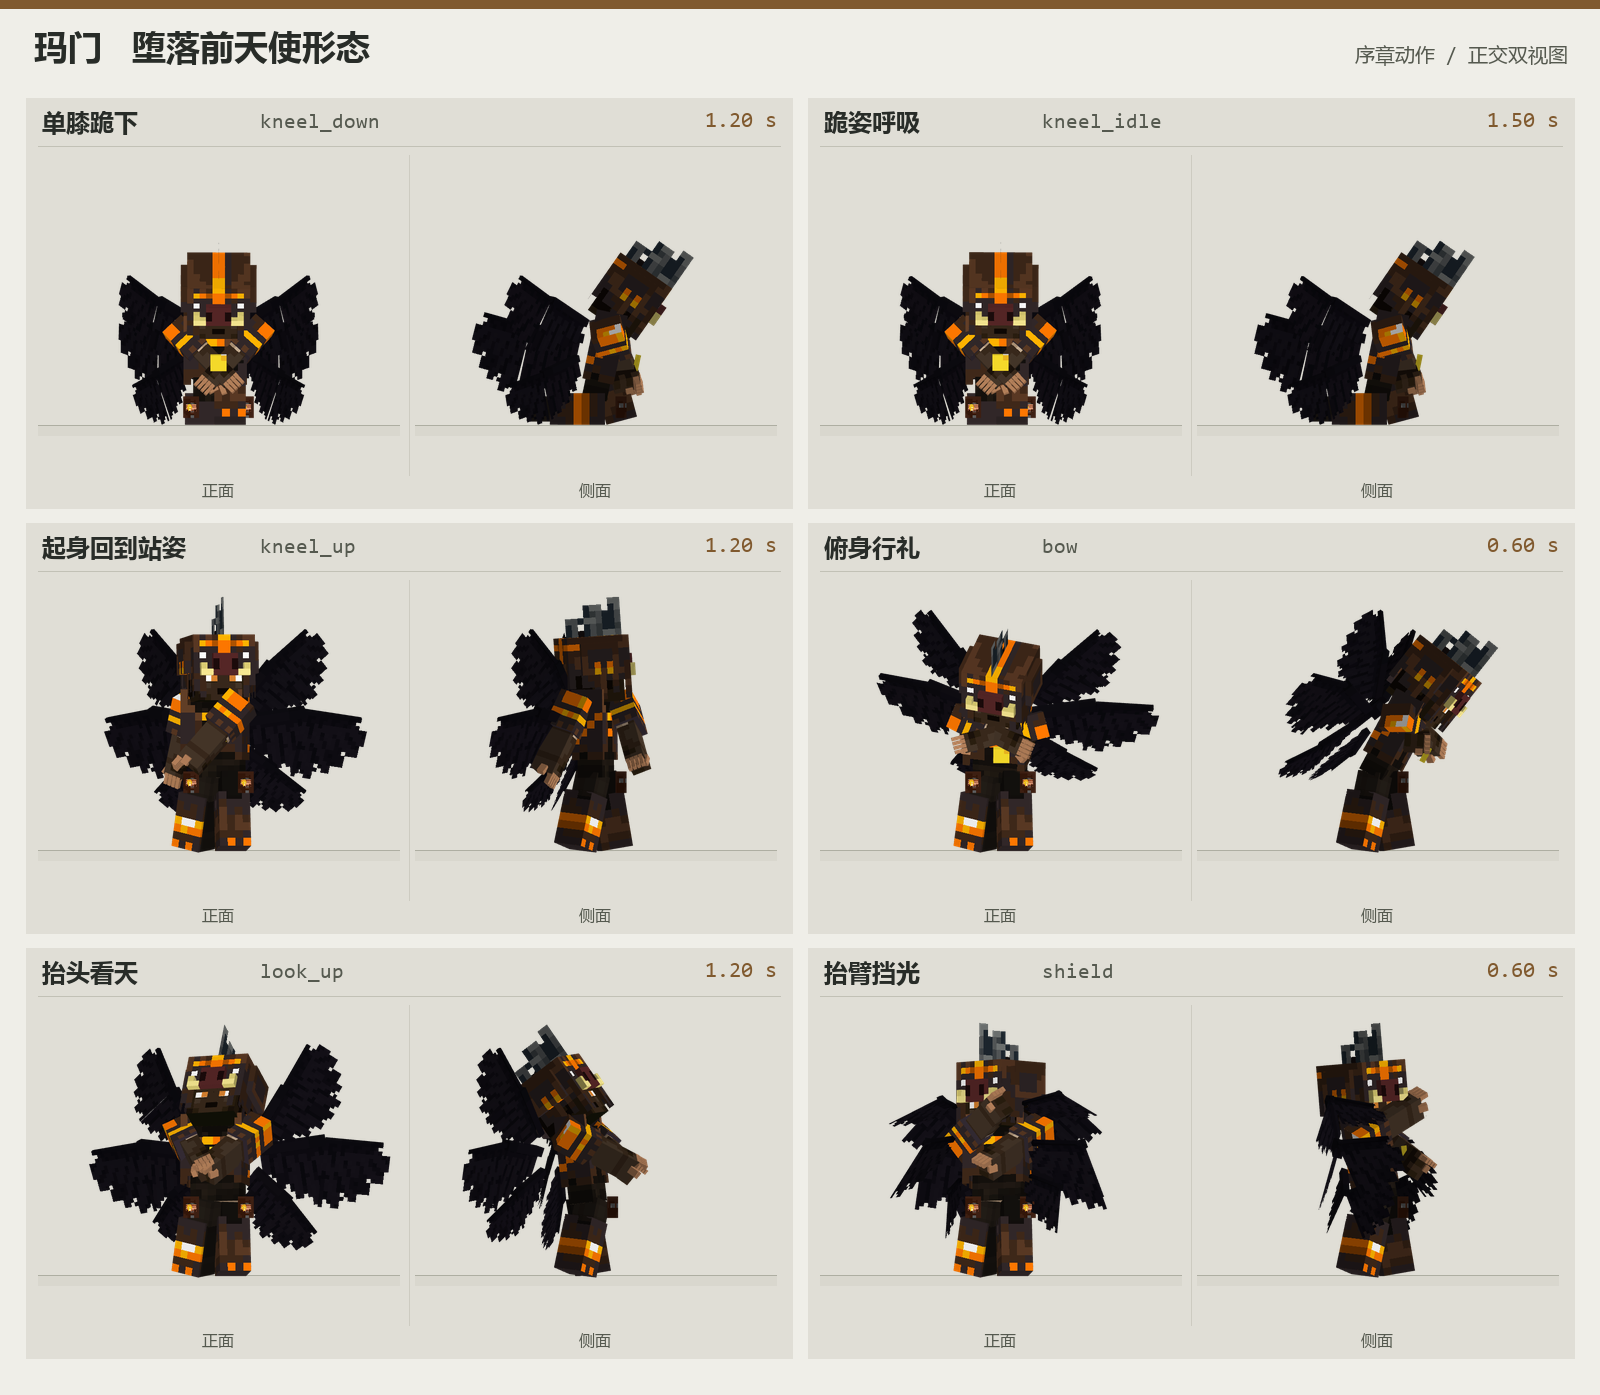 玛门 堕落前天使形态
序章动作 / 正交双视图
单膝跪下 kneel_down 1.20 s
正面 侧面
跪姿呼吸 kneel_idle 1.50 s
正面 侧面
起身回到站姿 kneel_up 1.20 s
正面 侧面
俯身行礼 bow 0.60 s
正面 侧面
抬头看天 look_up 1.20 s
正面 侧面
抬臂挡光 shield 0.60 s
正面 侧面